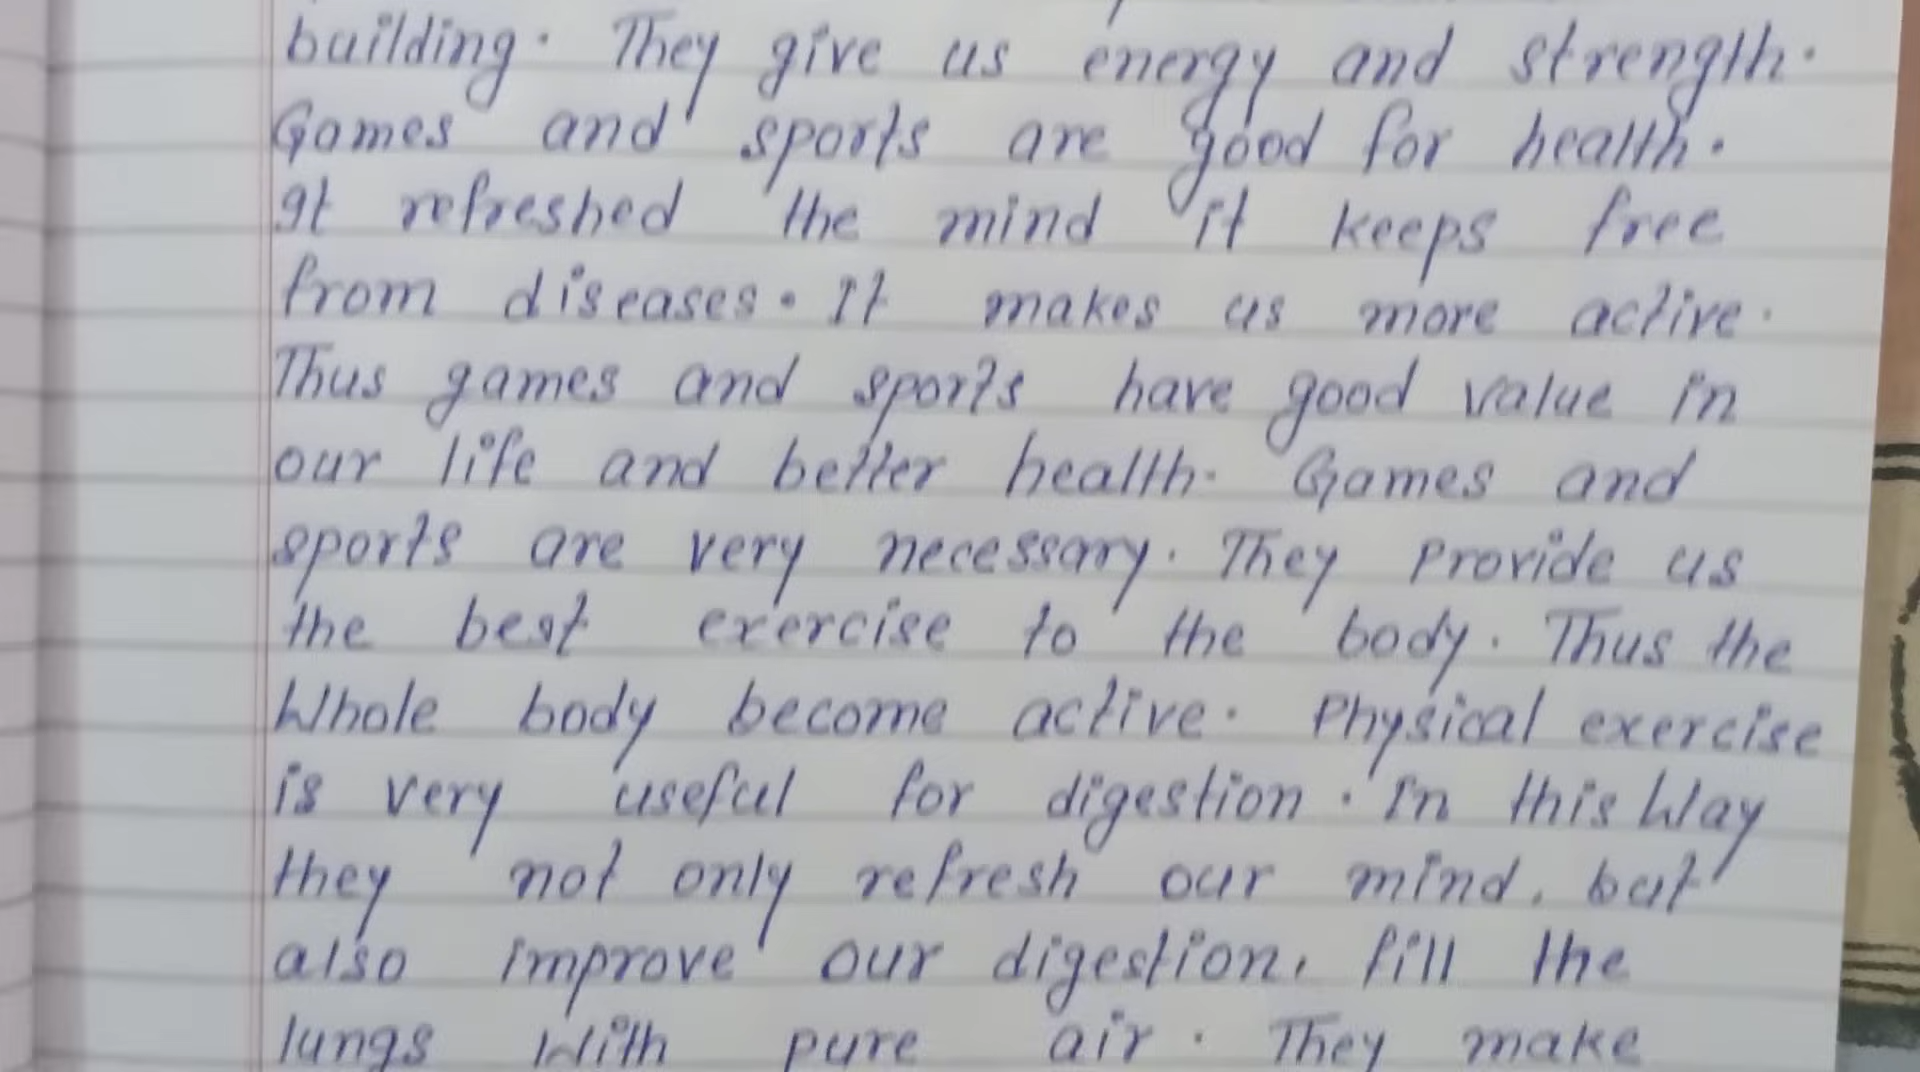 building. They give us energy and strength.
Games and sports are good for health.
It refreshed the mind it keeps free
from diseases. It makes us more active.
Thus games and sports have good value in
our life and better health. Games and
sports are very necessary. They Provide us
the best exercise to the body. Thus the
Whole body become active. Physical exercise
is very useful for digestion. In this Way
they not only refresh our mind, but
also improve our digestion, fill the
lungs With pure air. They make